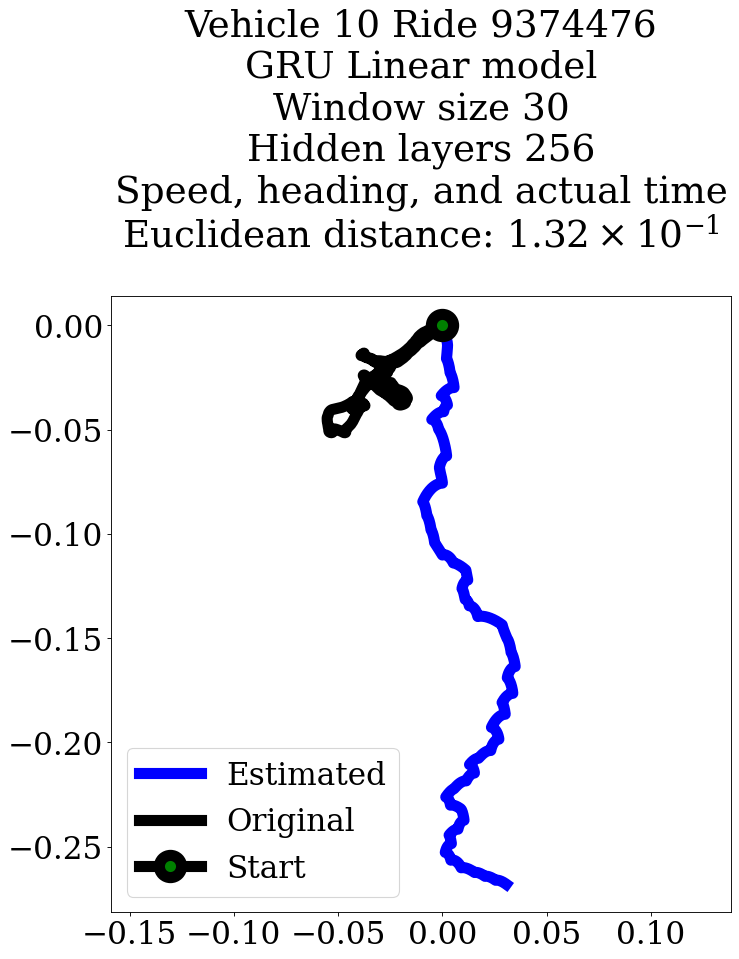 Vehicle 10 Ride 9374476
GRU Linear model
Window size 30
Hidden layers 256
Speed, heading, and actual time
Euclidean distance: 1.32 × 10⁻¹
0.00
−0.05
−0.10
−0.15
−0.20
−0.25
Estimated
Original
Start
−0.15 −0.10 −0.05 0.00 0.05 0.10